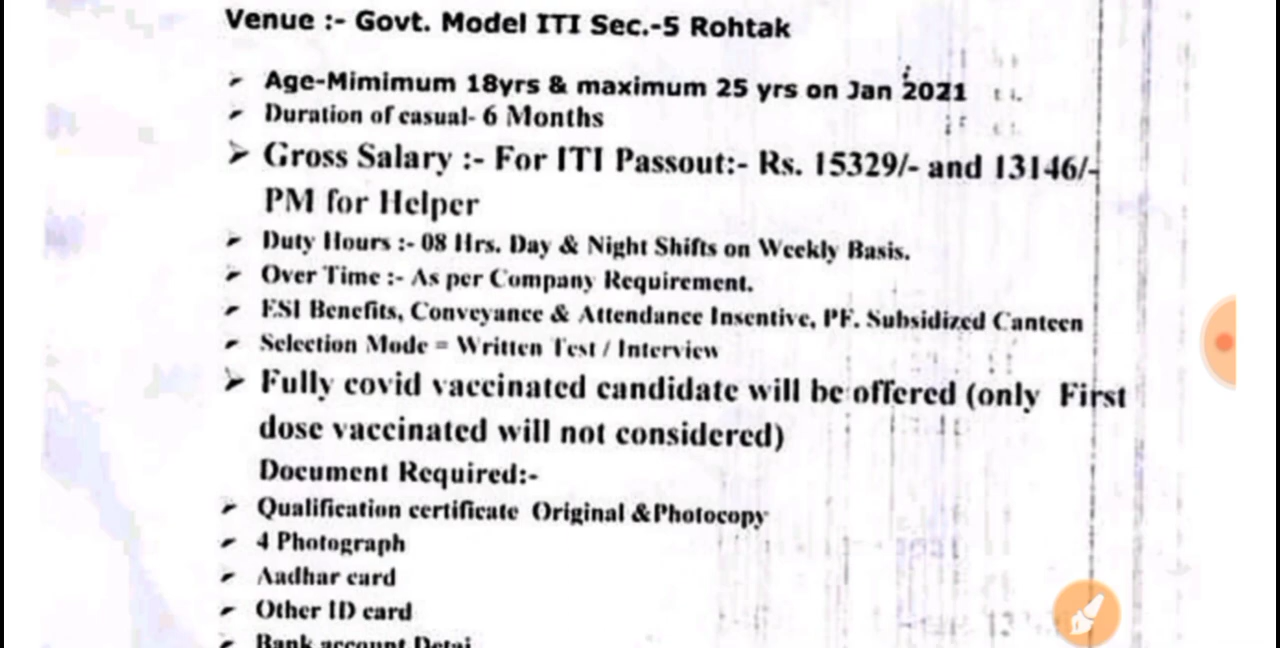 Venue :- Govt. Model ITI Sec.-5 Rohtak
➢ Age-Mimimum 18yrs & maximum 25 yrs on Jan 2021
➢ Duration of casual- 6 Months
➢ Gross Salary :- For ITI Passout:- Rs. 15329/- and 13146/-
PM for Helper
➢ Duty Hours :- 08 Hrs. Day & Night Shifts on Weekly Basis.
➢ Over Time :- As per Company Requirement.
➢ ESI Benefits, Conveyance & Attendance Insentive, PF. Subsidized Canteen
➢ Selection Mode = Written Test / Interview
➢ Fully covid vaccinated candidate will be offered (only First
dose vaccinated will not considered)
Document Required:-
➢ Qualification certificate Original &Photocopy
➢ 4 Photograph
➢ Aadhar card
➢ Other ID card
➢ Bank account Detai